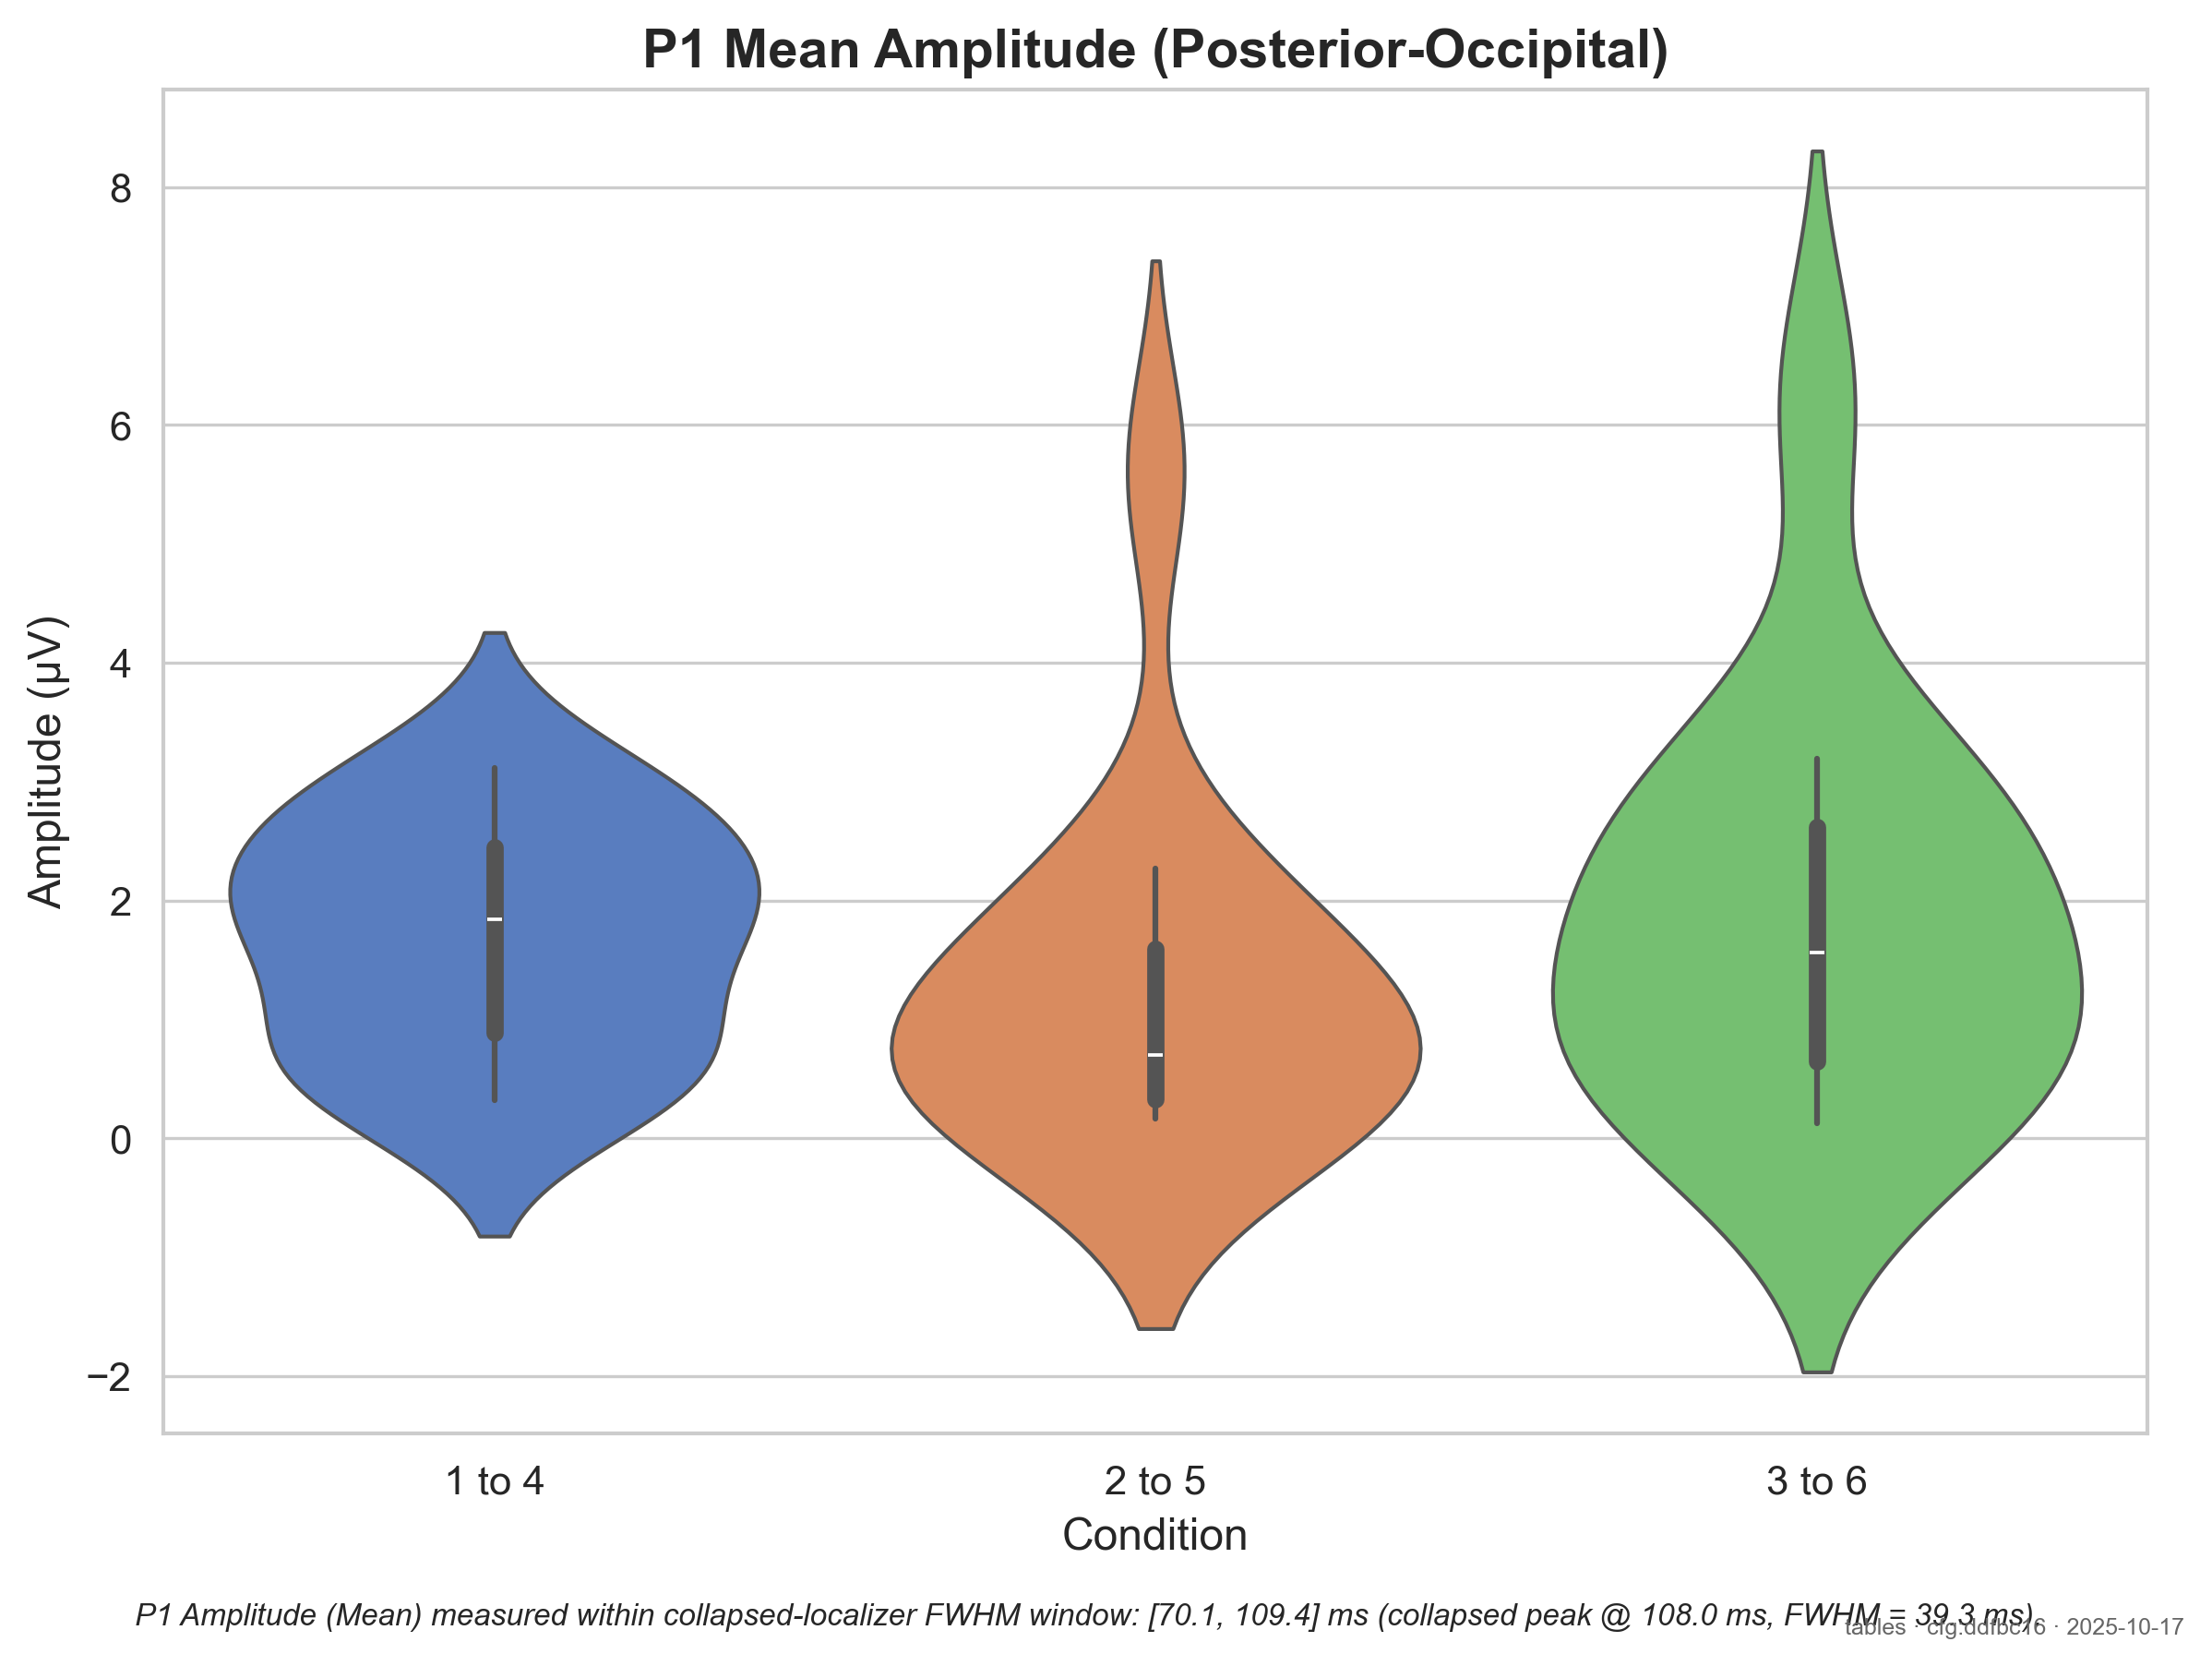 P1 Mean Amplitude (Posterior-Occipital)
Amplitude (µV)
8
6
4
2
0
−2
1 to 4
2 to 5
3 to 6
Condition
P1 Amplitude (Mean) measured within collapsed-localizer FWHM window: [70.1, 109.4] ms (collapsed peak @ 108.0 ms, FWHM = 39.3 ms).
tables · cfg:ddfbc16 · 2025-10-17